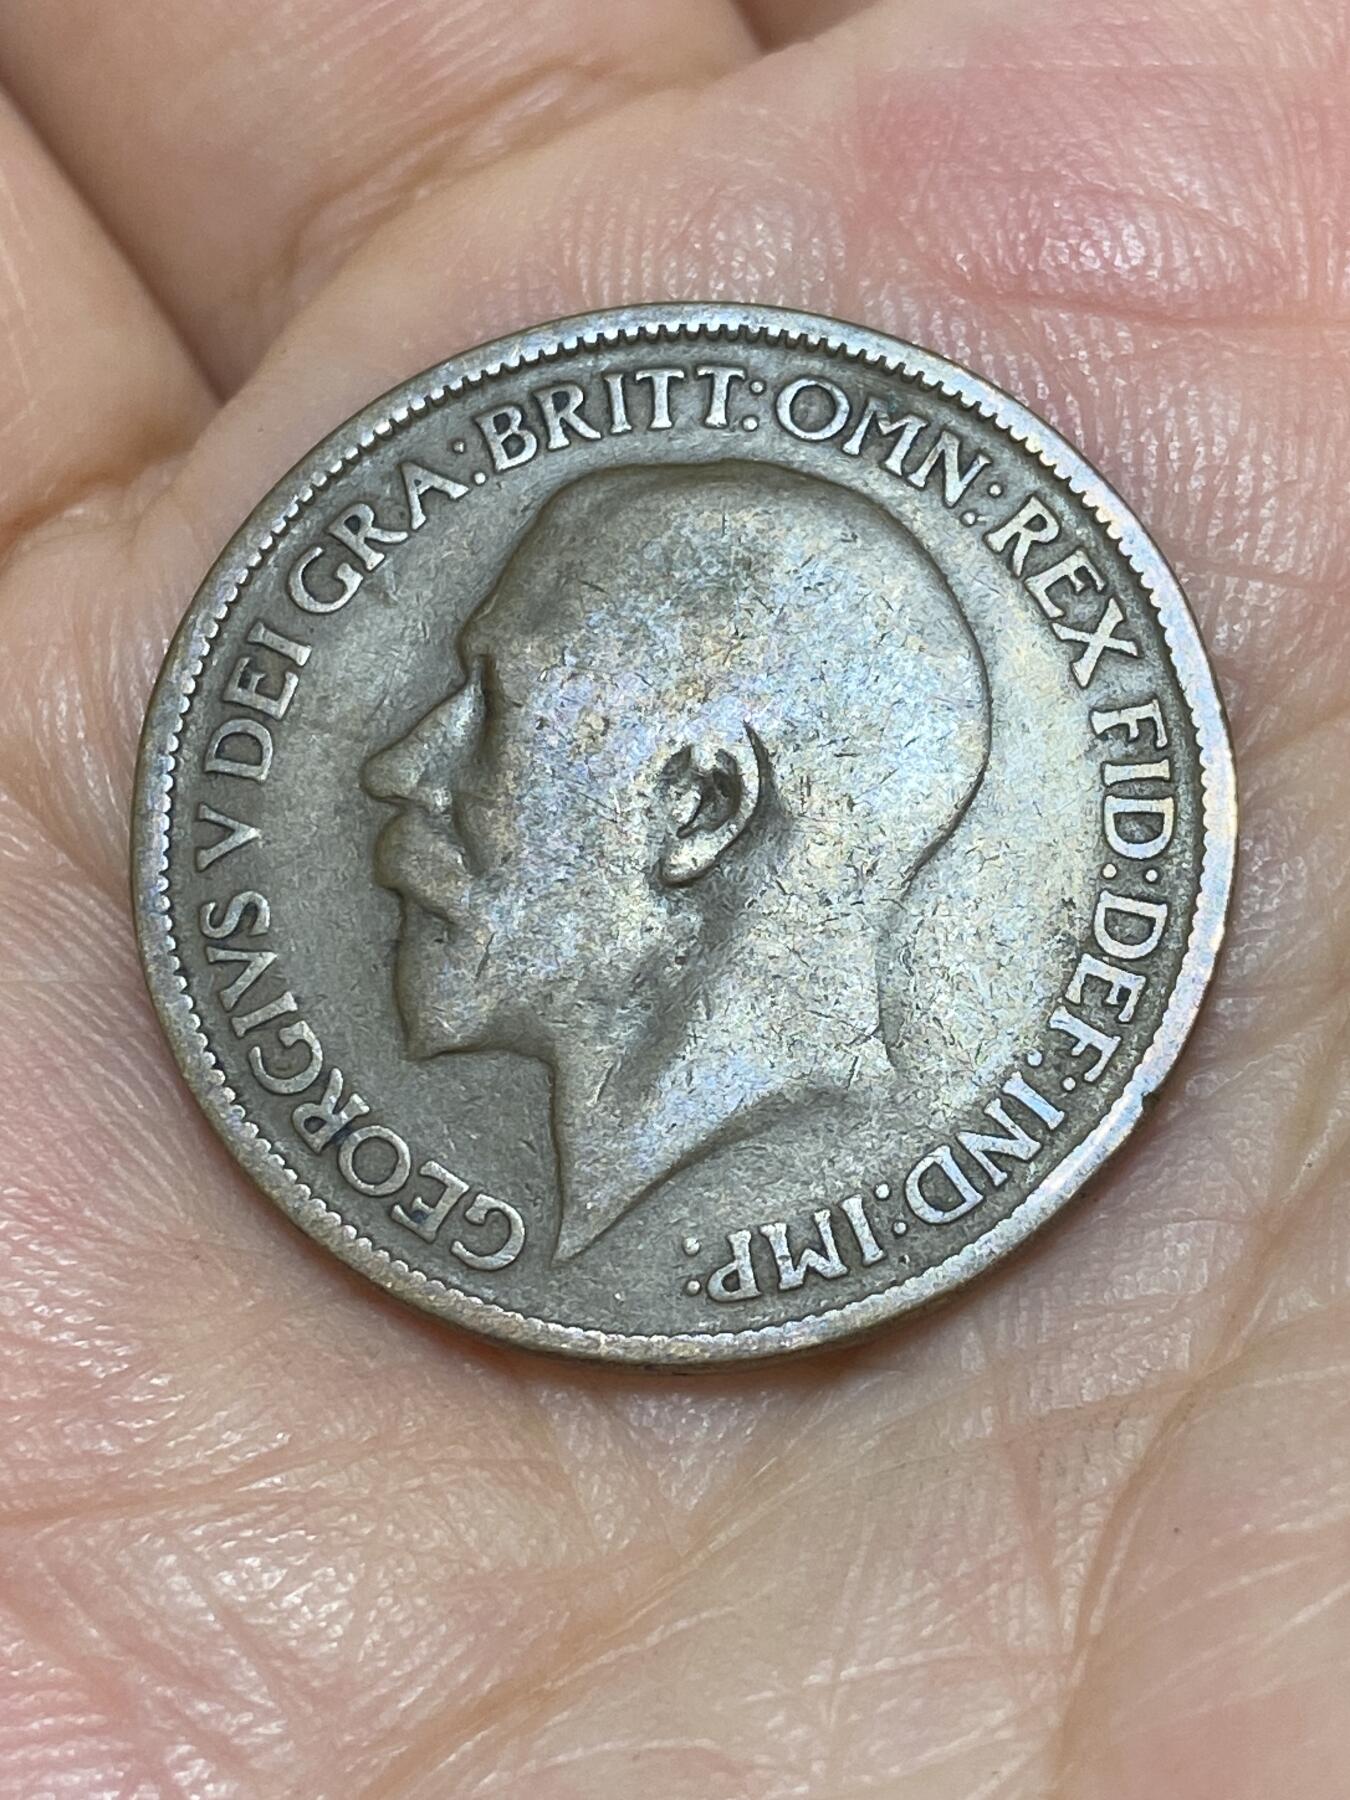 GEORGIVS V DEI GRA: BRITT: OMN: REX FID: DEF: IND: IMP: